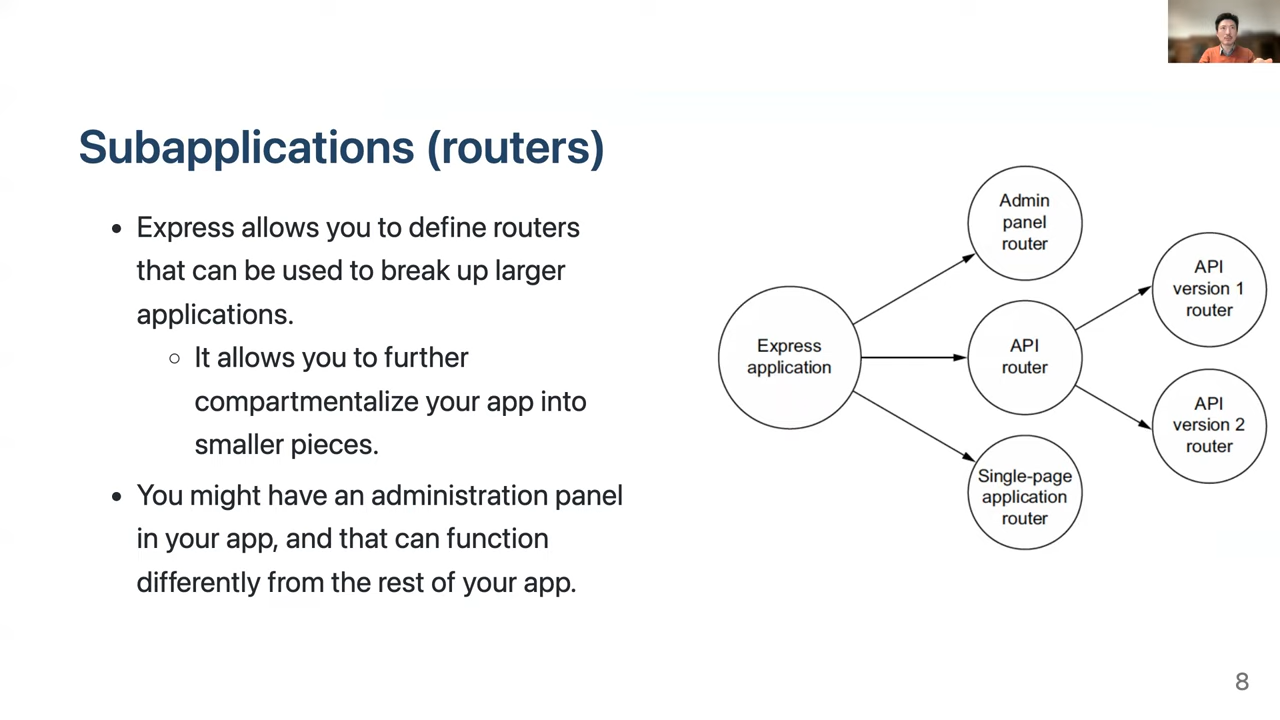 Subapplications (routers)
• Express allows you to define routers
that can be used to break up larger
applications.
◦ It allows you to further
compartmentalize your app into
smaller pieces.
• You might have an administration panel
in your app, and that can function
differently from the rest of your app.
Express
application
Admin
panel
router
API
router
Single-page
application
router
API
version 1
router
API
version 2
router
8